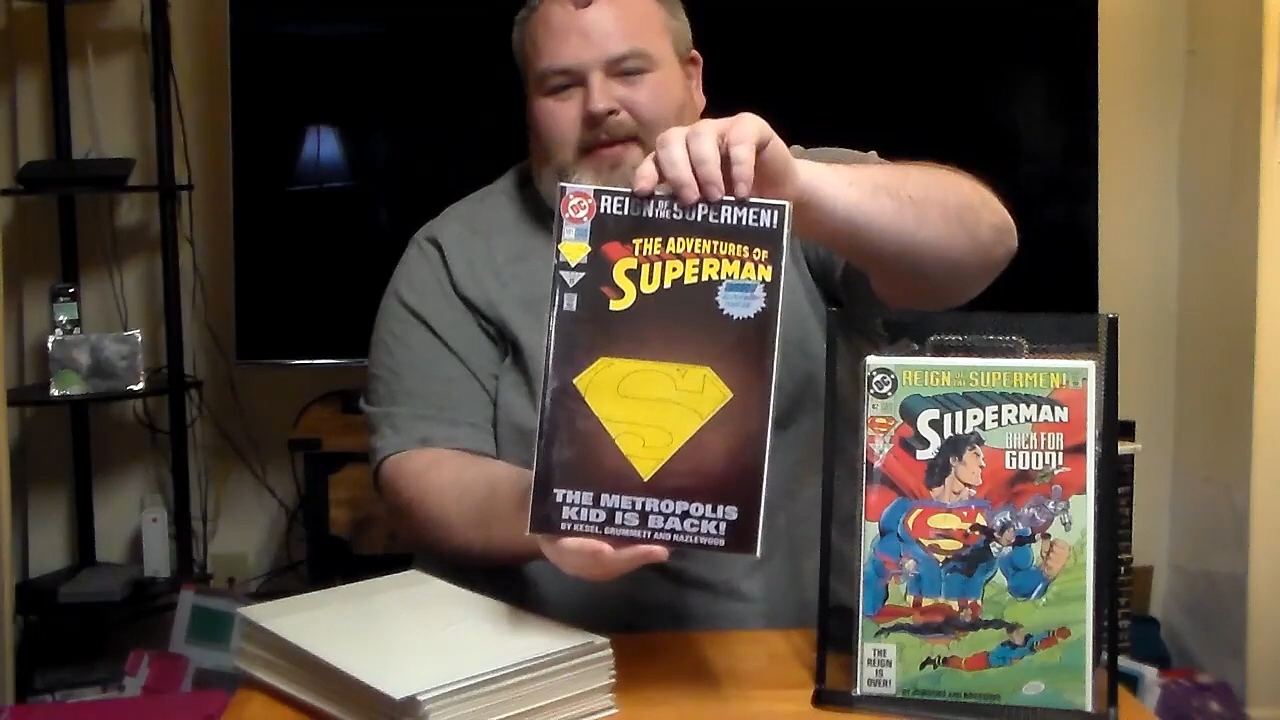 DC
REIGN OF THE SUPERMEN!
THE ADVENTURES OF
SUPERMAN
THE METROPOLIS
KID IS BACK!
BY KESEL, GRUMMETT AND HAZLEWOOD
DC
REIGN OF THE SUPERMEN!
82
SUPERMAN
BACK FOR
GOOD!
THE
REIGN
IS
OVER!